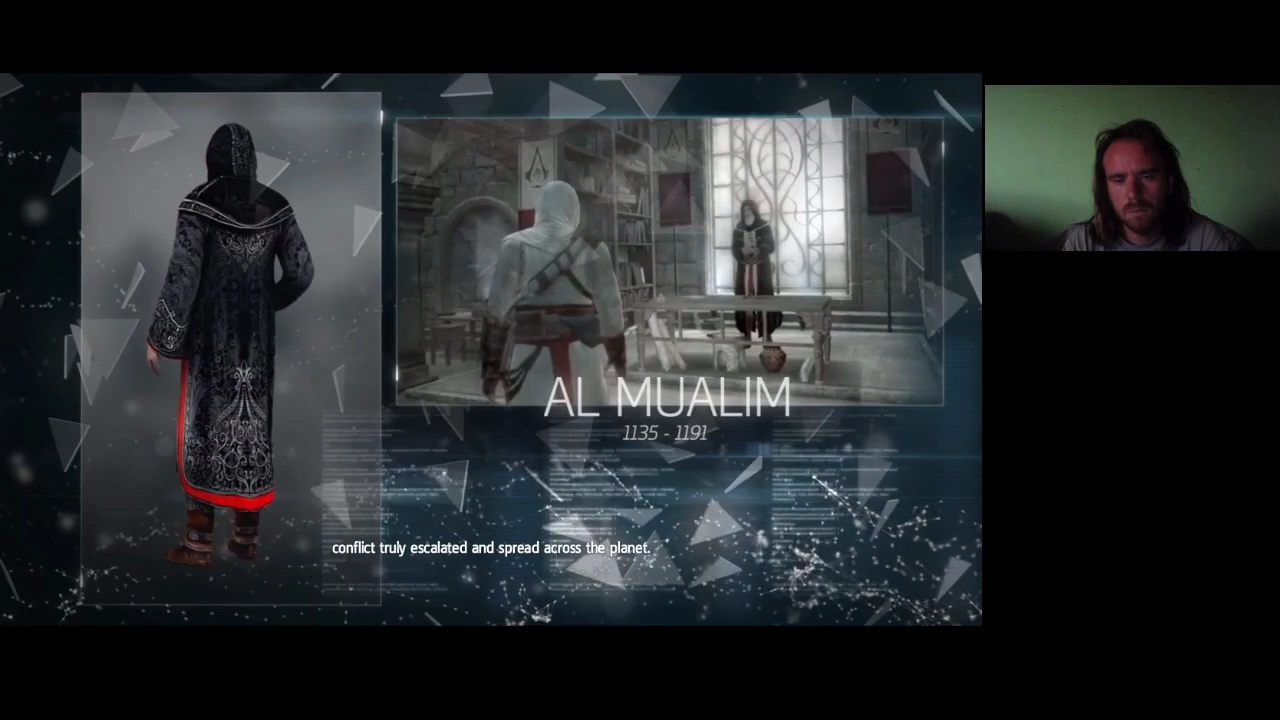 AL MUALIM
1135 - 1191
conflict truly escalated and spread across the planet.